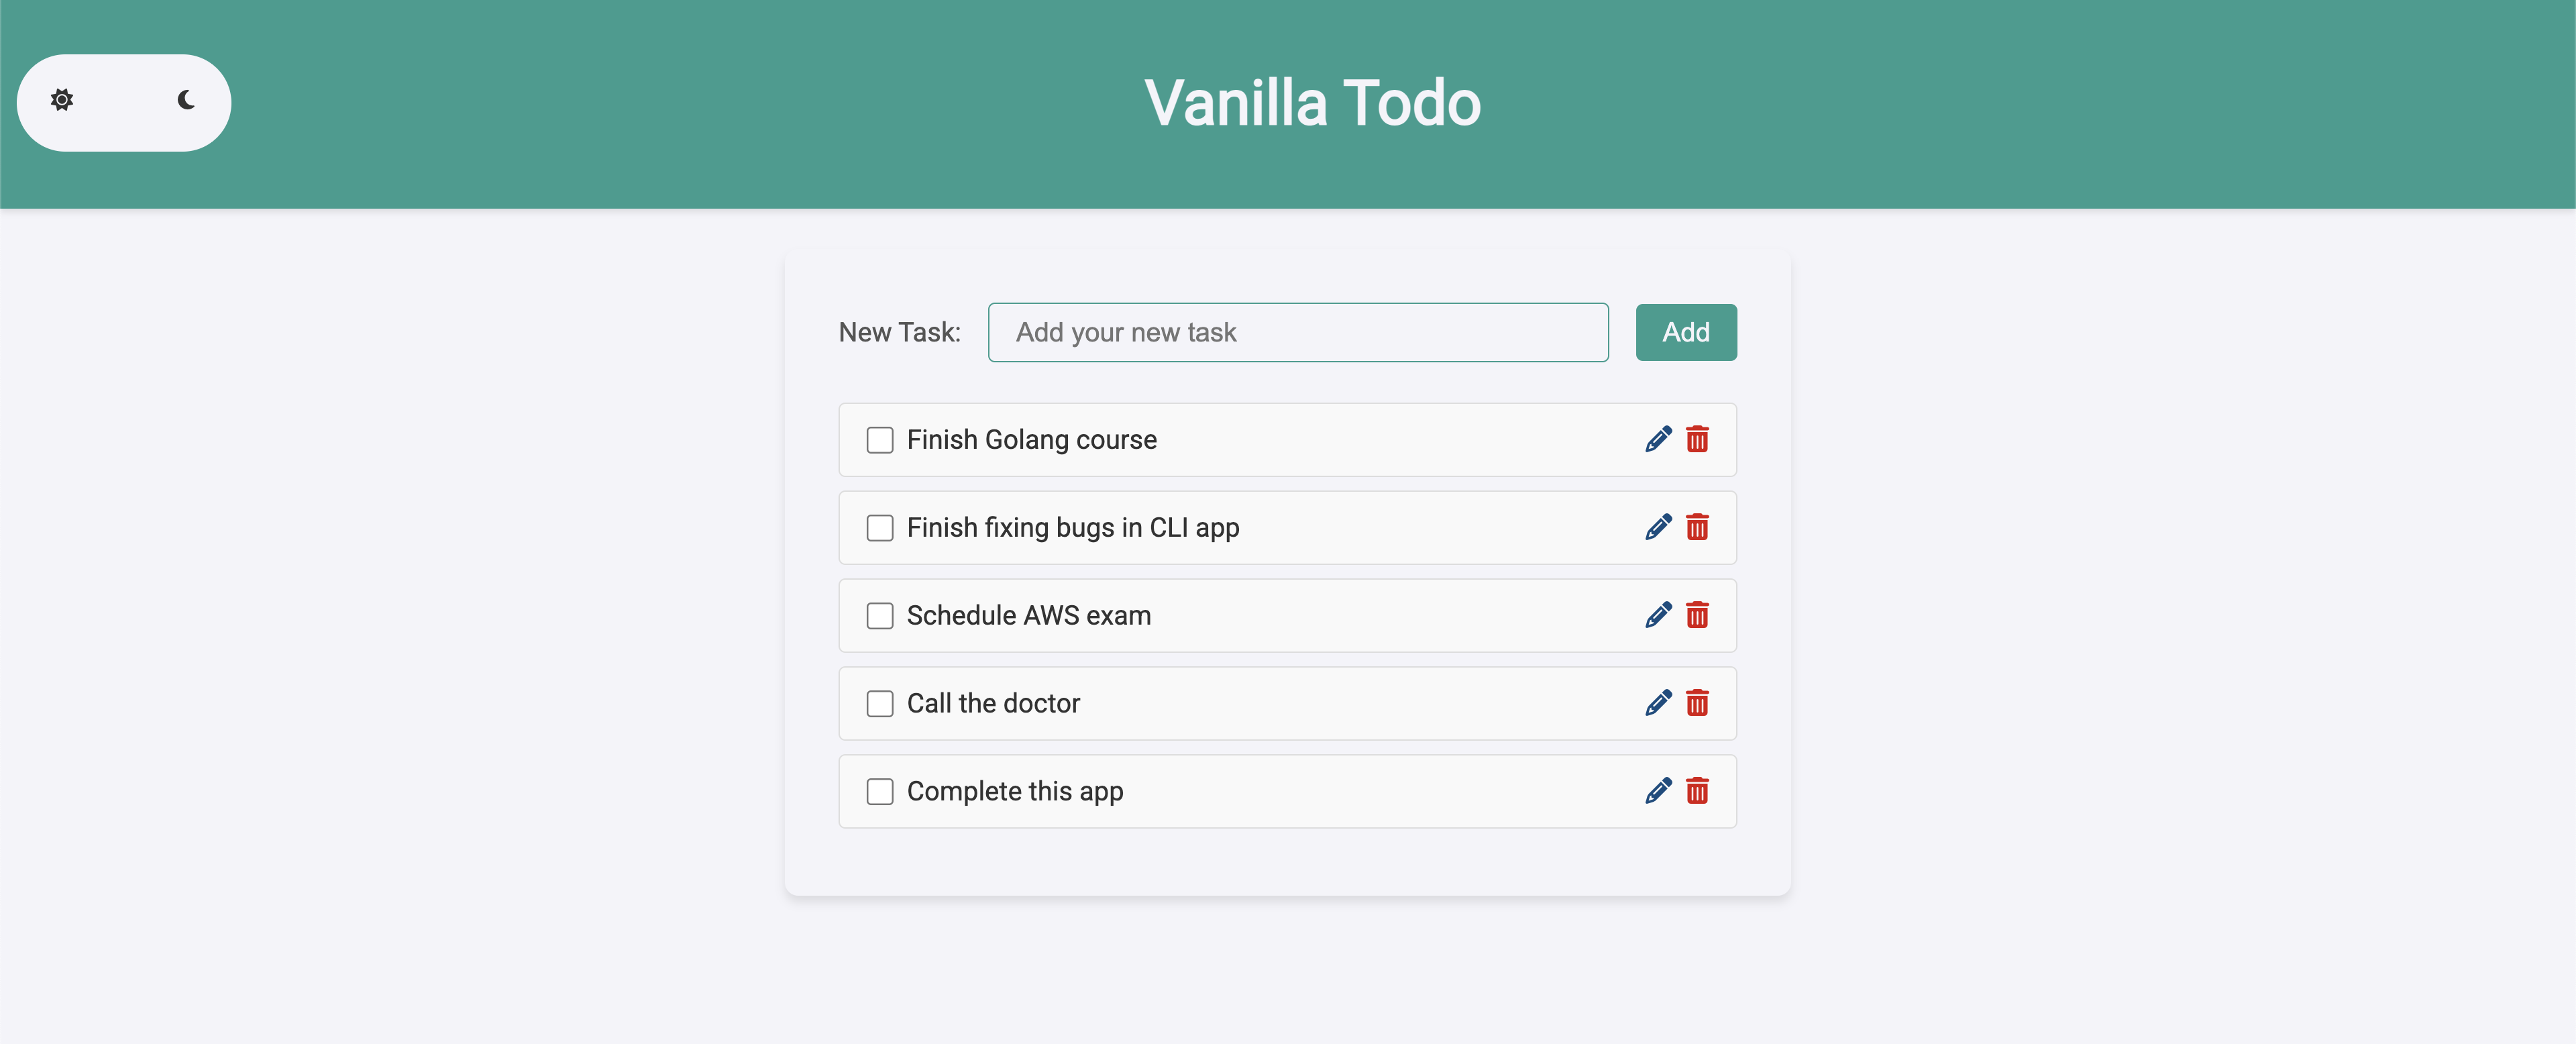 Vanilla Todo
New Task: Add your new task Add
Finish Golang course
Finish fixing bugs in CLI app
Schedule AWS exam
Call the doctor
Complete this app